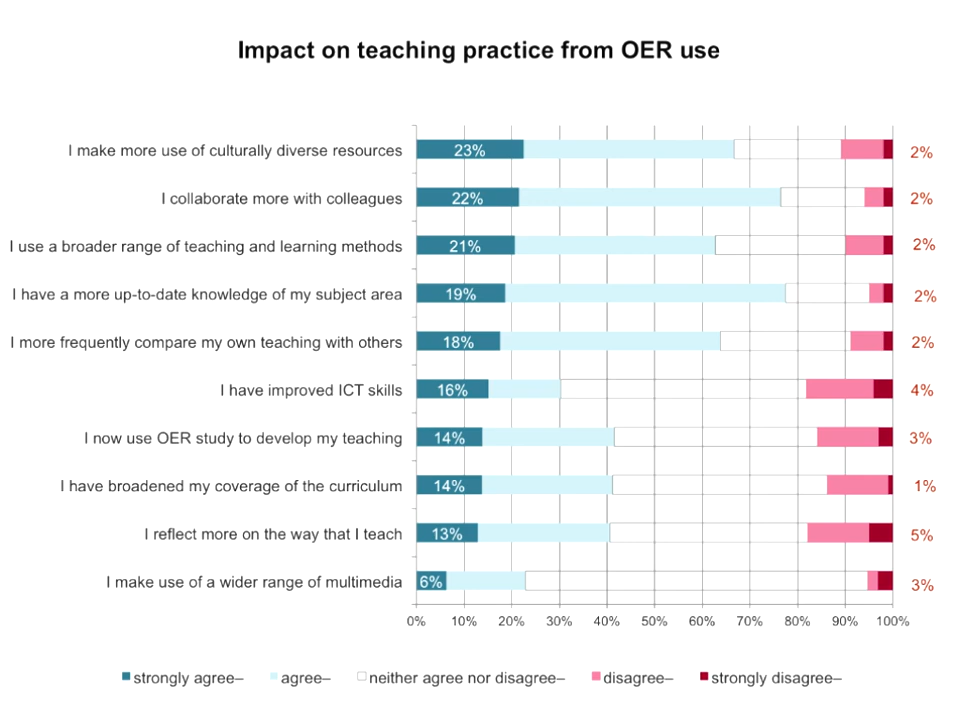 Impact on teaching practice from OER use
I make more use of culturally diverse resources 23% 2%
I collaborate more with colleagues 22% 2%
I use a broader range of teaching and learning methods 21% 2%
I have a more up-to-date knowledge of my subject area 19% 2%
I more frequently compare my own teaching with others 18% 2%
I have improved ICT skills 16% 4%
I now use OER study to develop my teaching 14% 3%
I have broadened my coverage of the curriculum 14% 1%
I reflect more on the way that I teach 13% 5%
I make use of a wider range of multimedia 6% 3%
0% 10% 20% 30% 40% 50% 60% 70% 80% 90% 100%
strongly agree– agree– neither agree nor disagree– disagree– strongly disagree–